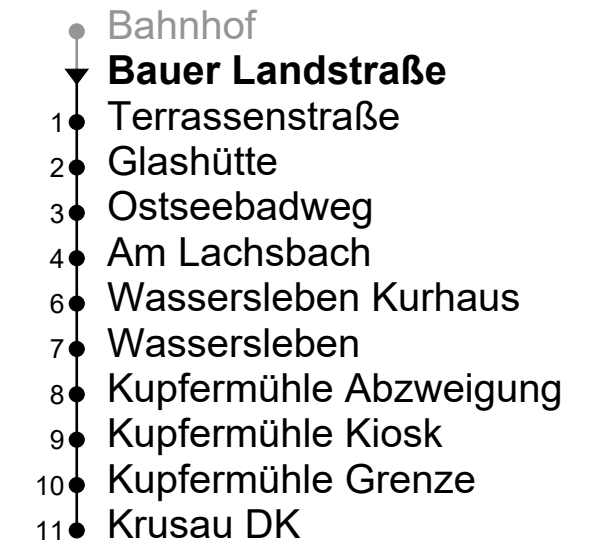 Bahnhof
Bauer Landstraße
1 Terrassenstraße
2 Glashütte
3 Ostseebadweg
4 Am Lachsbach
6 Wassersleben Kurhaus
7 Wassersleben
8 Kupfermühle Abzweigung
9 Kupfermühle Kiosk
10 Kupfermühle Grenze
11 Krusau DK